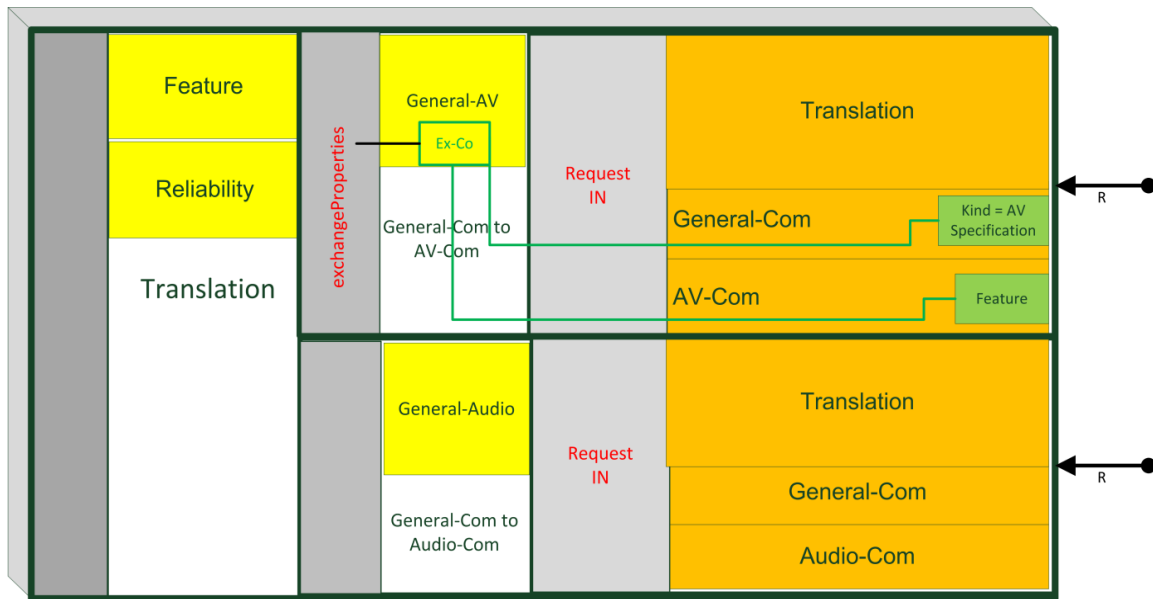 Feature
Reliability
Translation
exchangeProperties
General-AV
Ex-Co
General-Com to
AV-Com
Request
IN
Translation
General-Com
Kind = AV
Specification
AV-Com
Feature
R
General-Audio
General-Com to
Audio-Com
Request
IN
Translation
General-Com
Audio-Com
R